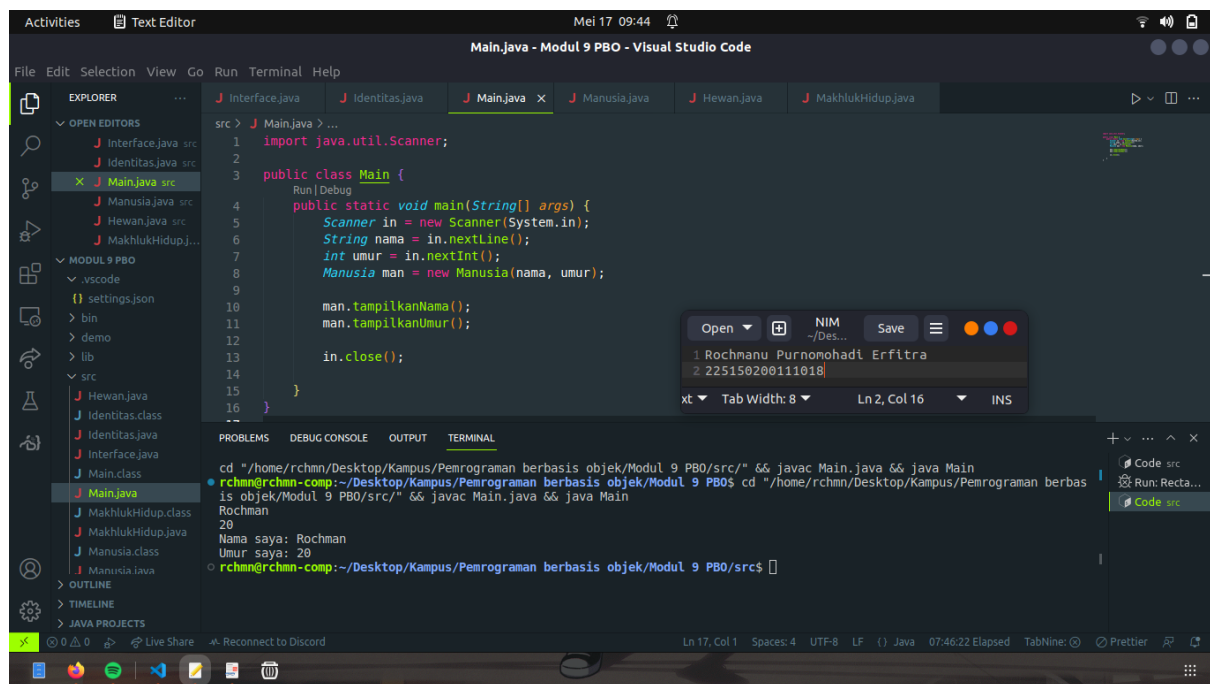 Activities Text Editor Mei 17 09:44
Main.java - Modul 9 PBO - Visual Studio Code
File Edit Selection View Go Run Terminal Help
EXPLORER ...
Interface.java Identitas.java Main.java Manusia.java Hewan.java MakhlukHidup.java
OPEN EDITORS
Interface.java src
Identitas.java src
Main.java src
Manusia.java src
Hewan.java src
MakhlukHidup.j...
MODUL 9 PBO
.vscode
{} settings.json
bin
demo
lib
src
Hewan.java
Identitas.class
Identitas.java
Interface.java
Main.class
Main.java
MakhlukHidup.class
MakhlukHidup.java
Manusia.class
Manusia.java
OUTLINE
TIMELINE
JAVA PROJECTS
src > J Main.java > ...
1 import java.util.Scanner;
2
3 public class Main {
Run | Debug
4 public static void main(String[] args) {
5 Scanner in = new Scanner(System.in);
6 String nama = in.nextLine();
7 int umur = in.nextInt();
8 Manusia man = new Manusia(nama, umur);
9
10 man.tampilkanNama();
11 man.tampilkanUmur();
12
13 in.close();
14
15 }
16 }
17
Open NIM Save
~/Des...
1 Rochmanu Purnomohadi Erfitra
2 225150200111018
xt Tab Width: 8 Ln 2, Col 16 INS
PROBLEMS DEBUG CONSOLE OUTPUT TERMINAL
cd "/home/rchmn/Desktop/Kampus/Pemrograman berbasis objek/Modul 9 PBO/src/" && javac Main.java && java Main
rchmn@rchmn-comp:~/Desktop/Kampus/Pemrograman berbasis objek/Modul 9 PBO$ cd "/home/rchmn/Desktop/Kampus/Pemrograman berbas
is objek/Modul 9 PBO/src/" && javac Main.java && java Main
Rochman
20
Nama saya: Rochman
Umur saya: 20
rchmn@rchmn-comp:~/Desktop/Kampus/Pemrograman berbasis objek/Modul 9 PBO/src$
Code src
Run: Recta...
Code src
0 0 Live Share Reconnect to Discord Ln 17, Col 1 Spaces: 4 UTF-8 LF {} Java 07:46:22 Elapsed TabNine: Prettier